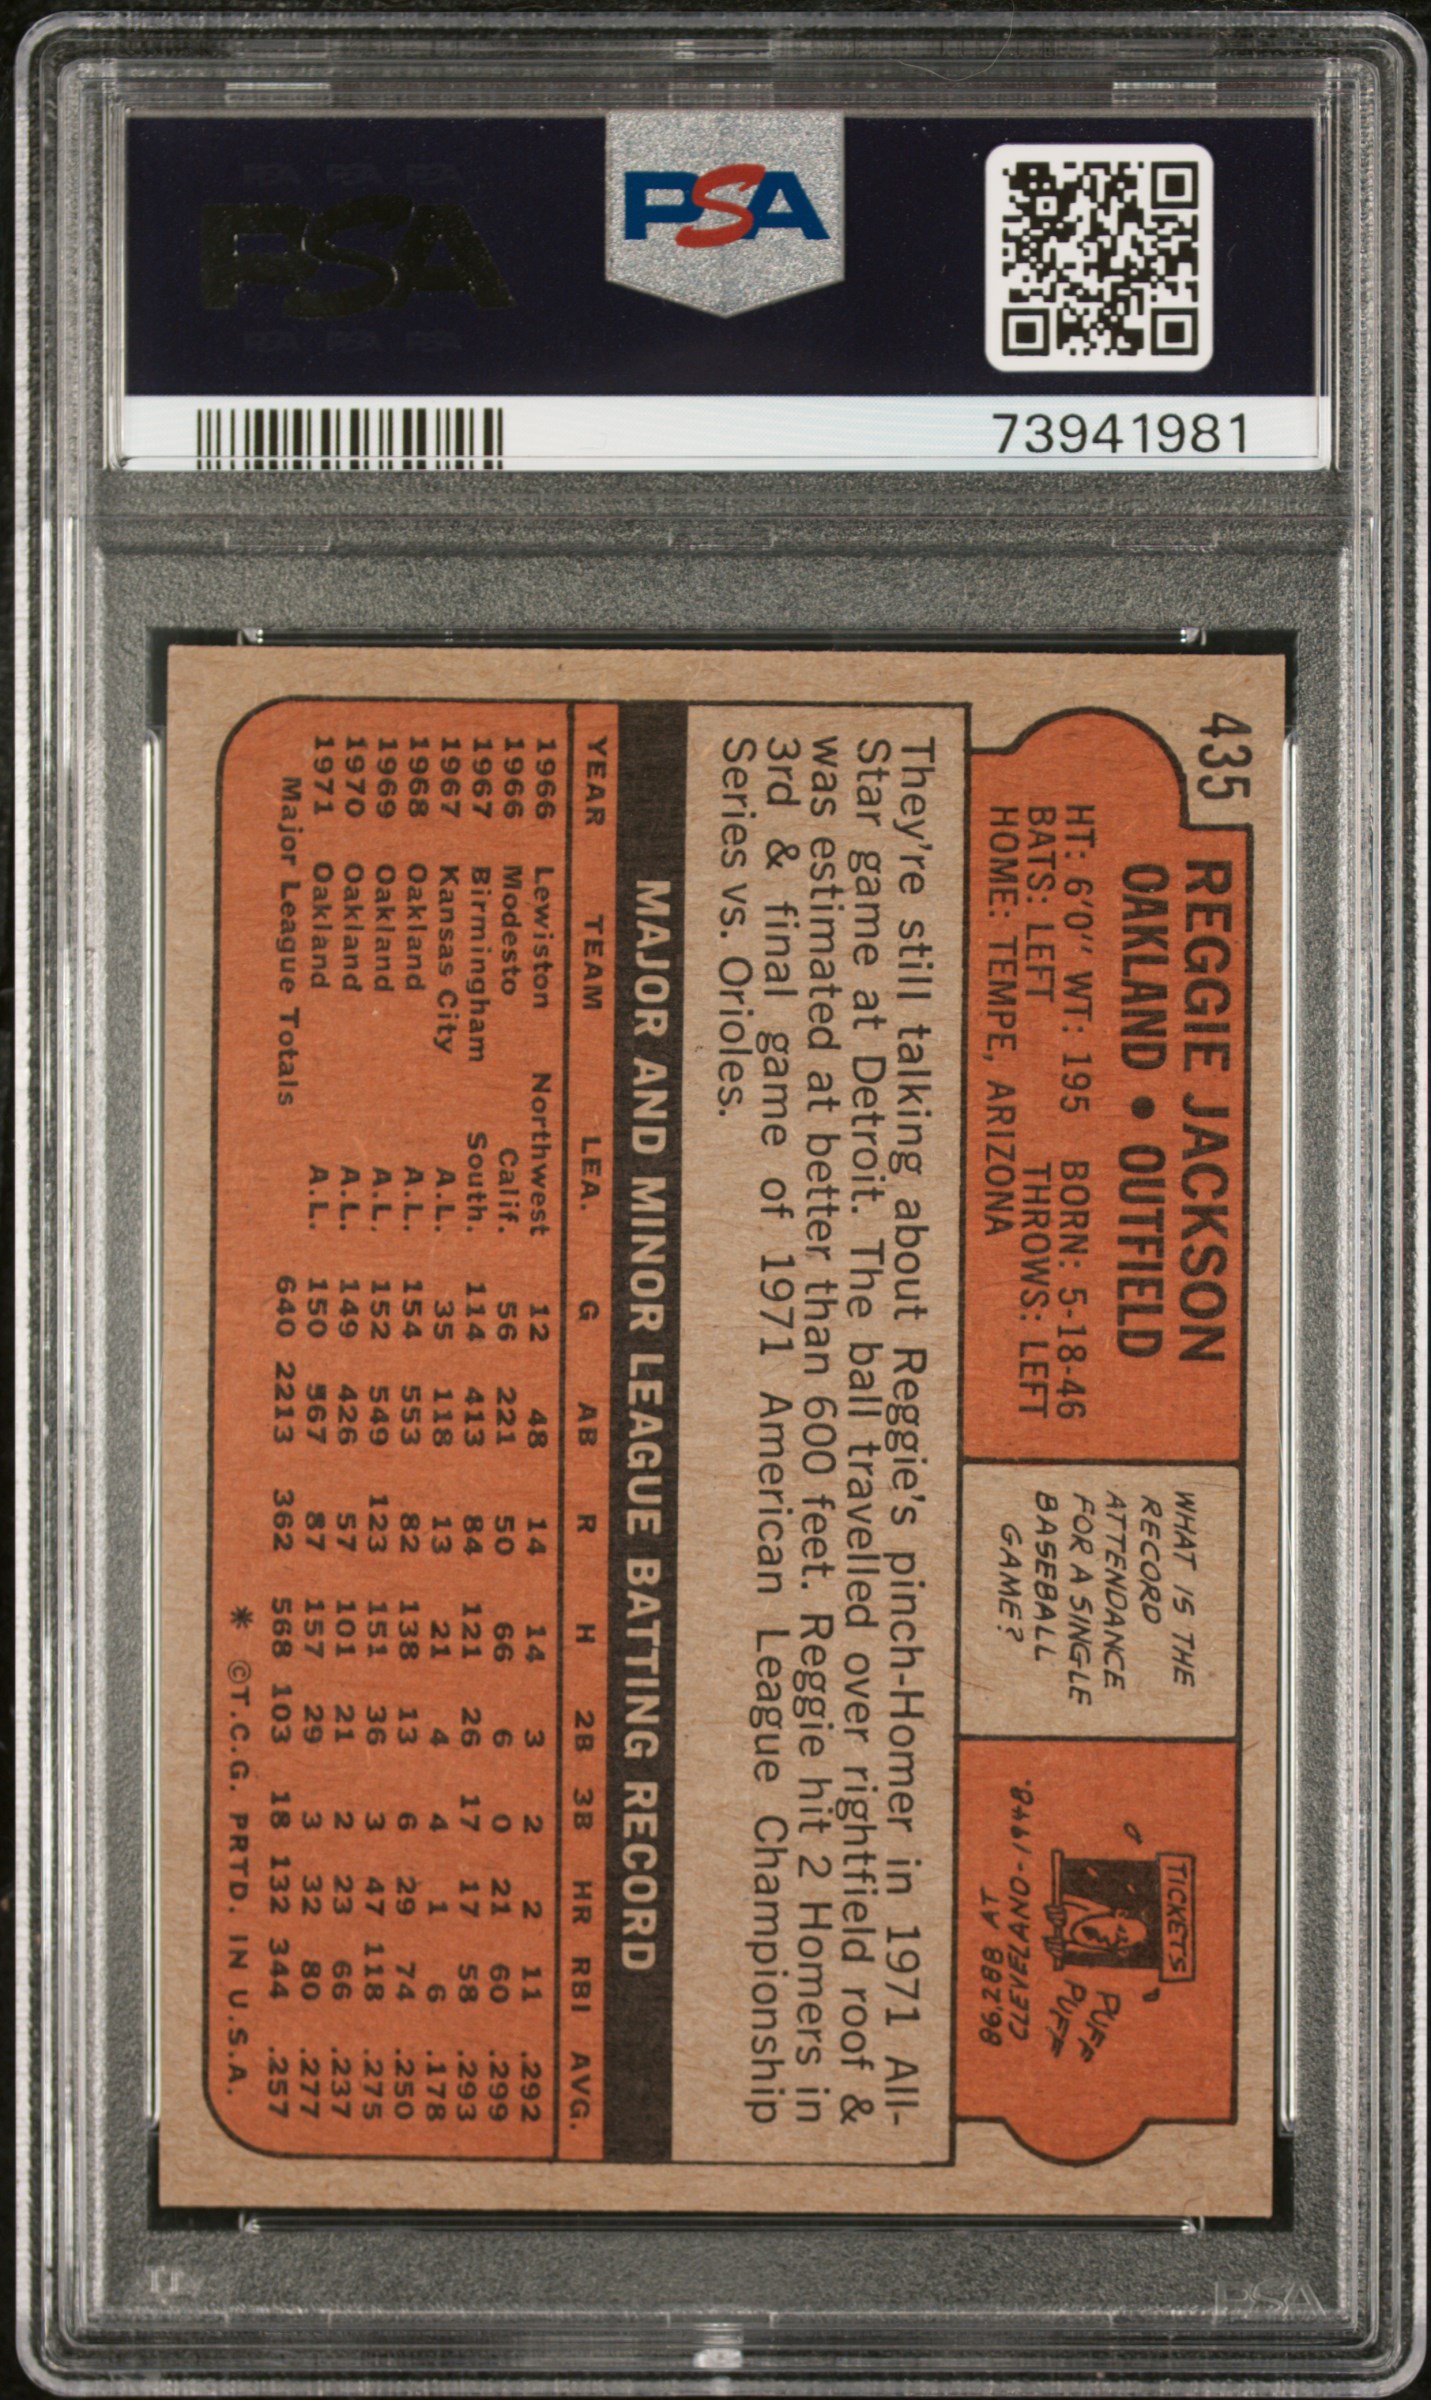 PSA
PSA PSA PSA
PSA
PSA PSA PSA
73941981
435
REGGIE JACKSON
OAKLAND • OUTFIELD
HT: 6'0" WT: 195 BORN: 5-18-46
BATS: LEFT THROWS: LEFT
HOME: TEMPE, ARIZONA
WHAT IS THE
RECORD
ATTENDANCE
FOR A SINGLE
BASEBALL
GAME?
TICKETS
PUFF
PUFF
86,288 AT
CLEVELAND-1948.
They're still talking about Reggie's pinch-Homer in 1971 All-
Star game at Detroit. The ball travelled over rightfield roof &
was estimated at better than 600 feet. Reggie hit 2 Homers in
3rd & final game of 1971 American League Championship
Series vs. Orioles.
MAJOR AND MINOR LEAGUE BATTING RECORD
YEAR TEAM LEA. G AB R H 2B 3B HR RBI AVG.
1966 Lewiston Northwest 12 48 14 14 3 2 2 11 .292
1966 Modesto Calif. 56 221 50 66 6 0 21 60 .299
1967 Birmingham South. 114 413 84 121 26 17 17 58 .293
1967 Kansas City A.L. 35 118 13 21 4 4 1 6 .178
1968 Oakland A.L. 154 553 82 138 13 6 29 74 .250
1969 Oakland A.L. 152 549 123 151 36 3 47 118 .275
1970 Oakland A.L. 149 426 57 101 21 2 23 66 .237
1971 Oakland A.L. 150 567 87 157 29 3 32 80 .277
Major League Totals 640 2213 362 568 103 18 132 344 .257
* ©T.C.G. PRTD. IN U.S.A.
PSA